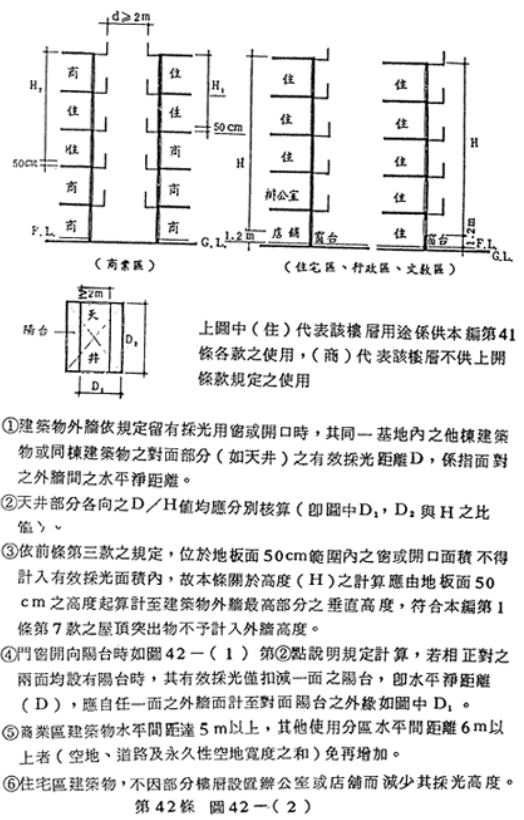 d≧2m
商 住
住 住
住 商
商 商
商 商
H₂
H₁
50cm
50cm
F.L.
G.L.
（商業區）
住
住
住
辦公室
店鋪
窗台
住
住
住
住
住
窗台
H
H
1.2m
1.2m
F.L.
G.L.
（住宅區、行政區、文教區）
≧2m
陽台
天
井
D₁
上圖中（住）代表該樓層用途係供本編第41
條各款之使用，（商）代表該樓層不供上開
條款規定之使用
①建築物外牆依規定留有採光用窗或開口時，其同一基地內之他棟建築
物或同棟建築物之對面部分（如天井）之有效採光距離D，係指面對
之外牆間之水平淨距離。
②天井部分各向之D／H值均應分別核算（卽圖中D₁，D₂ 與H之比
值）。
③依前條第三款之規定，位於地板面50cm範圍內之窗或開口面積不得
計入有效採光面積內，故本條關於高度（H）之計算應由地板面50
cm之高度起算計至建築物外牆最高部分之垂直高度，符合本編第1
條第7款之屋頂突出物不予計入外牆高度。
④門窗開向陽台時如圖42－（1）第②點說明規定計算，若相正對之
兩面均設有陽台時，其有效採光僅扣減一面之陽台，卽水平淨距離
（D），應自任一面之外牆面計至對面陽台之外緣如圖中D₁。
⑤商業區建築物水平間距達5m以上，其他使用分區水平間距離6m以
上者（空地、道路及永久性空地寬度之和）免再增加。
⑥住宅區建築物，不因部分樓層設置辦公室或店舖而減少其採光高度。
第42條 圖42－（2）